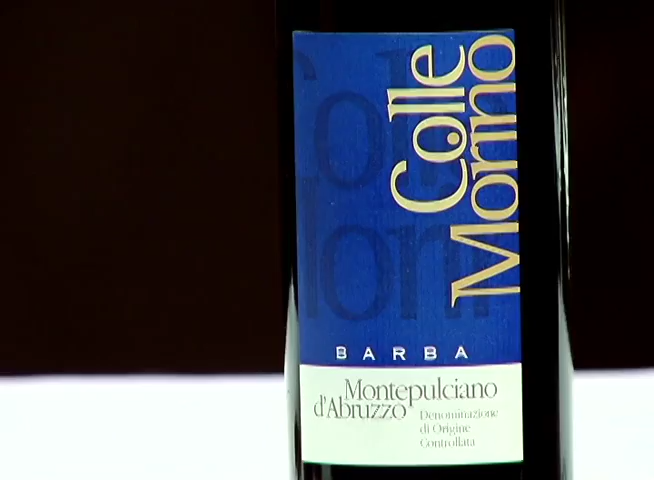 Colle
Morino
BARBA
Montepulciano
d'Abruzzo
Denominazione
di Origine
Controllata